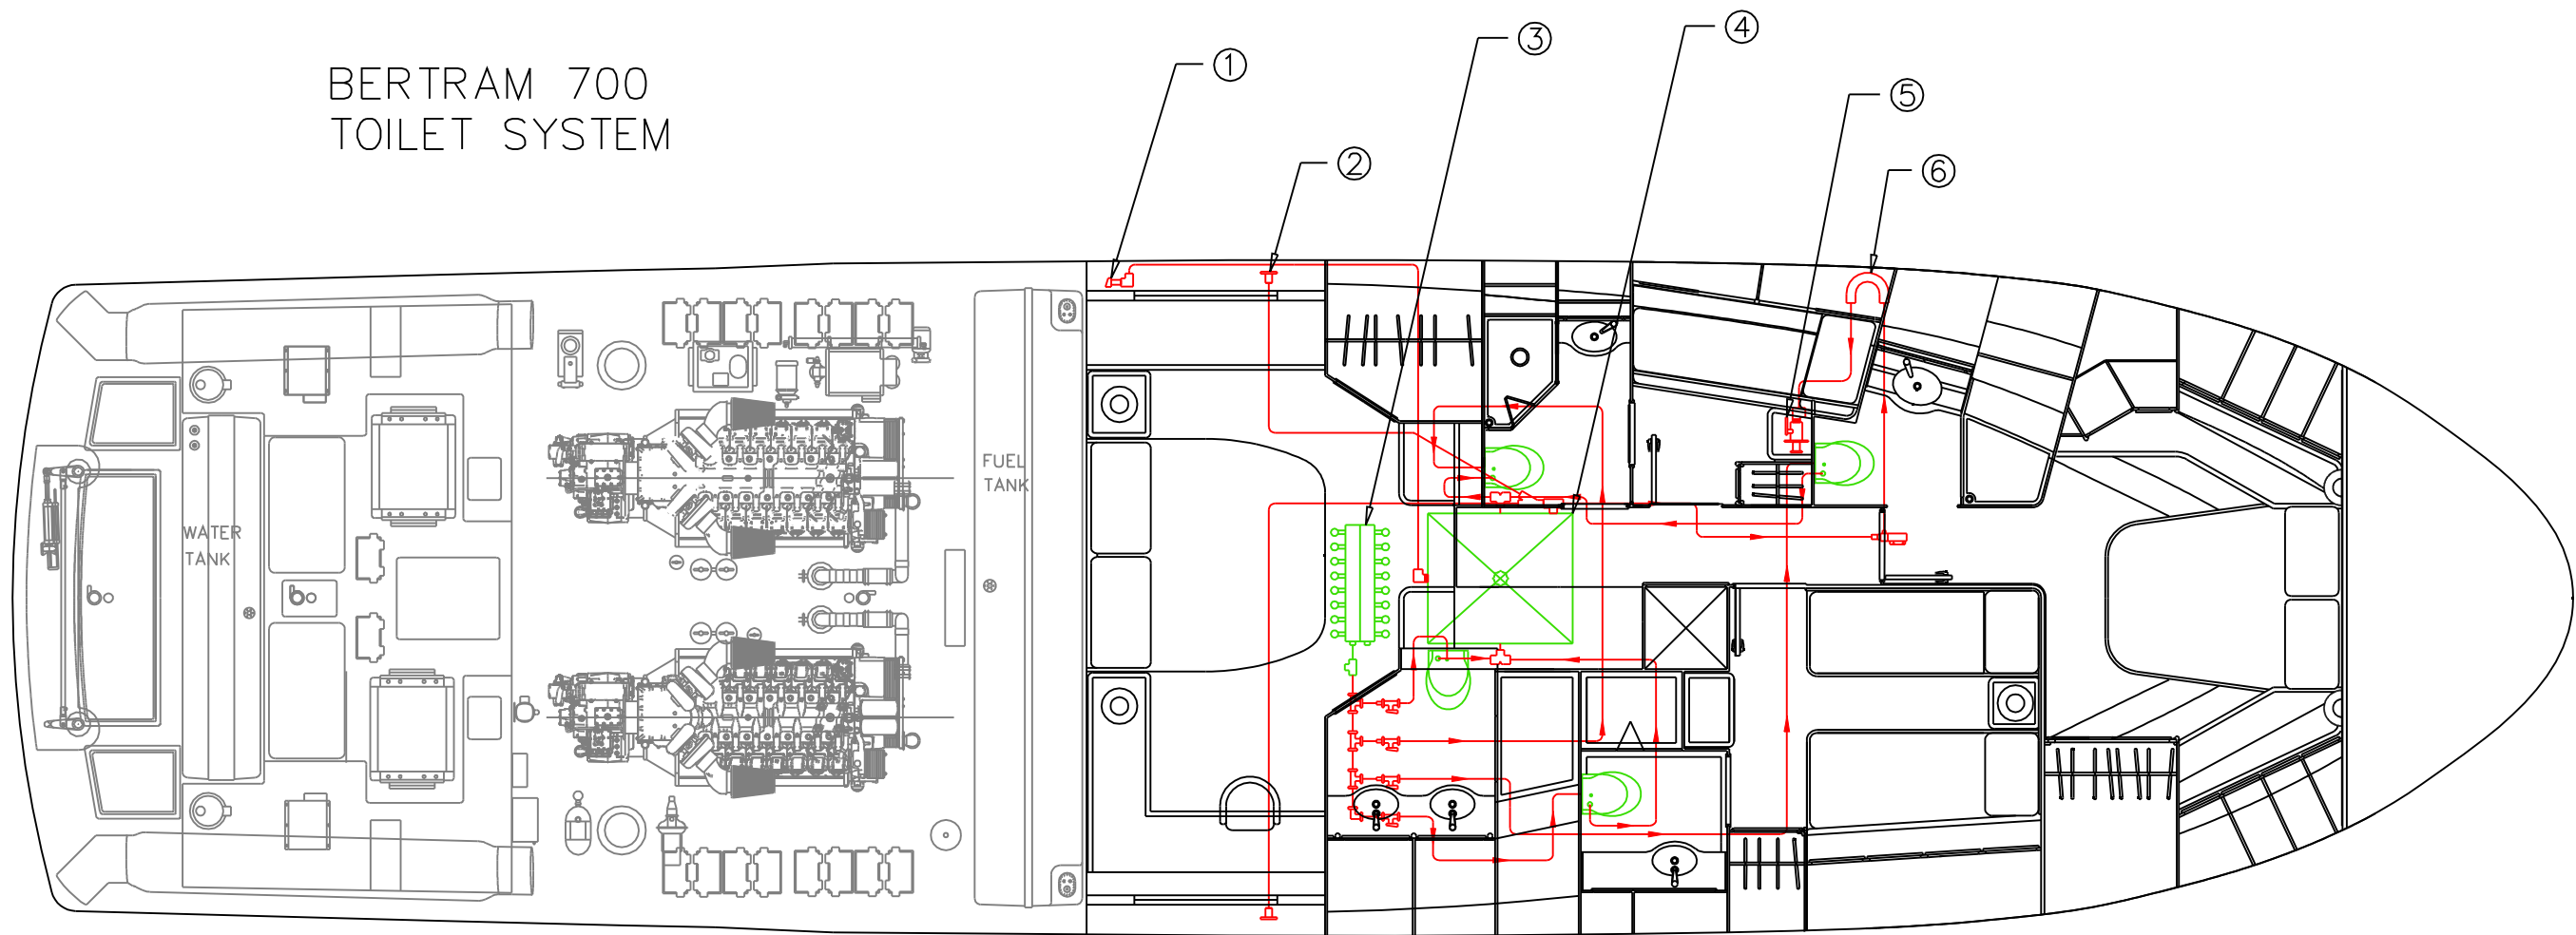 BERTRAM 700
TOILET SYSTEM
1
2
3
4
5
6
FUEL
TANK
WATER
TANK